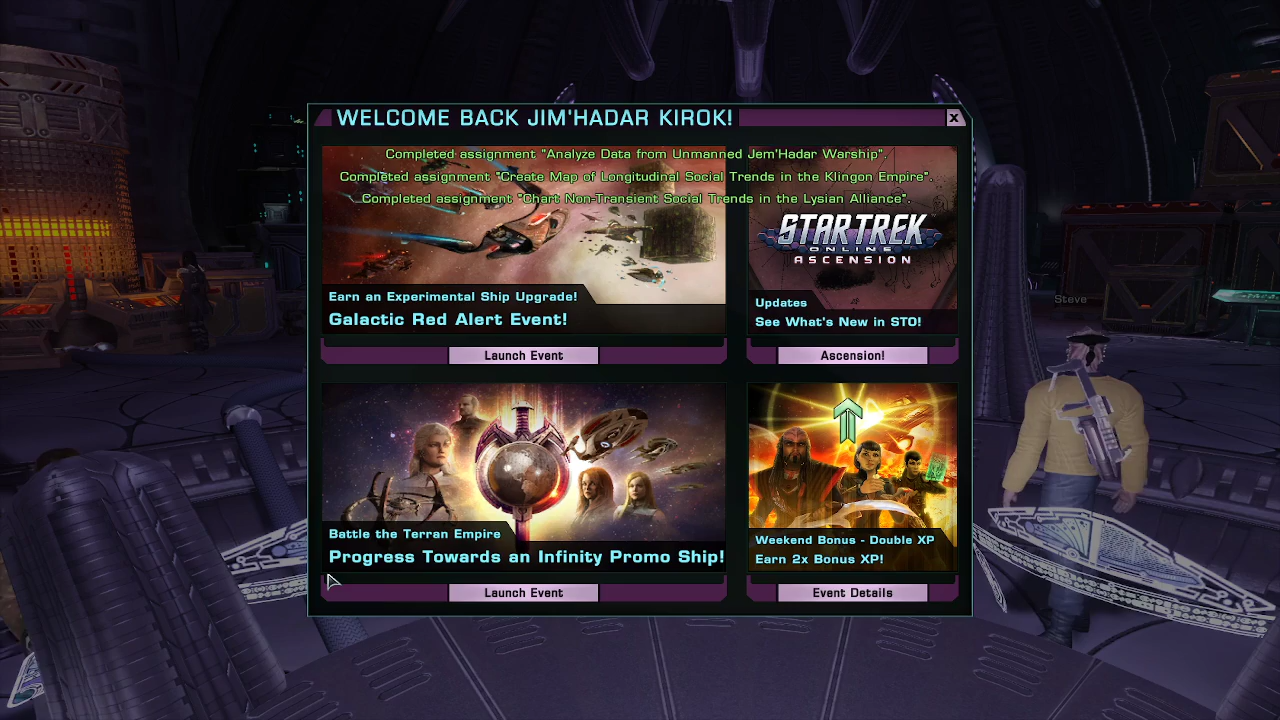 WELCOME BACK JIM'HADAR KIROK!
X
Completed assignment "Analyze Data from Unmanned Jem'Hadar Warship".
Completed assignment "Create Map of Longitudinal Social Trends in the Klingon Empire".
Completed assignment "Chart Non-Transient Social Trends in the Lysian Alliance".
Earn an Experimental Ship Upgrade!
Galactic Red Alert Event!
Launch Event
STAR TREK
ONLINE
ASCENSION
Updates
See What's New in STO!
Ascension!
Steve
Battle the Terran Empire
Progress Towards an Infinity Promo Ship!
Launch Event
Weekend Bonus - Double XP
Earn 2x Bonus XP!
Event Details